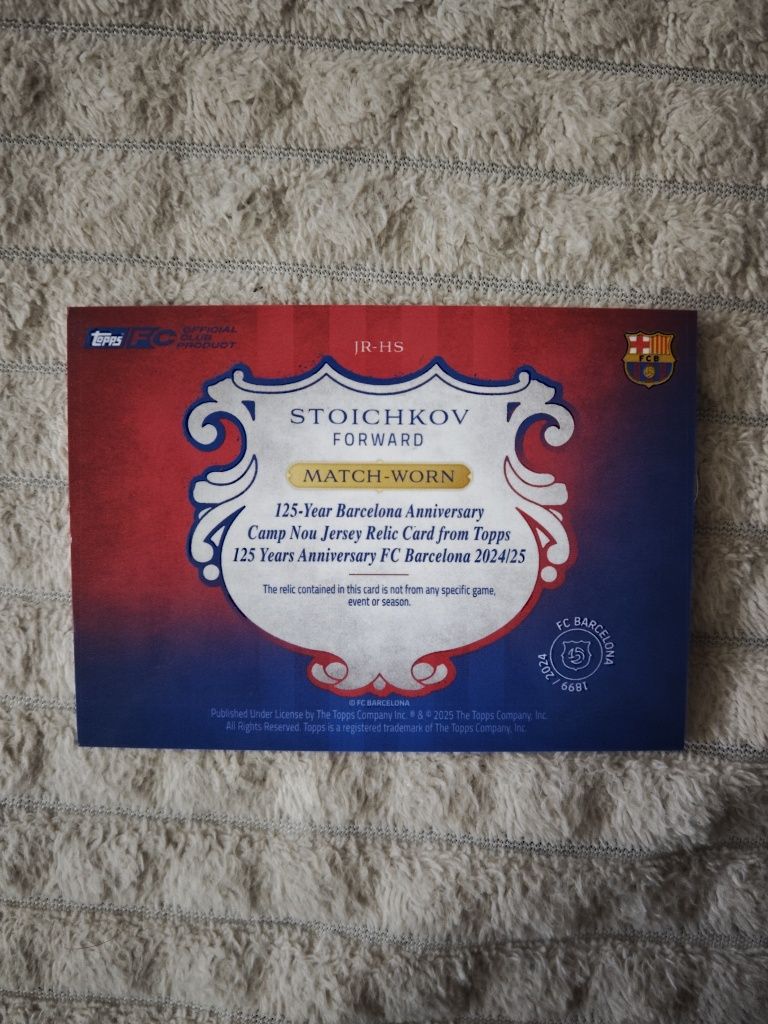 topps FC OFFICIAL CLUB PRODUCT
JR-HS
FCB
STOICHKOV
FORWARD
MATCH-WORN
125-Year Barcelona Anniversary
Camp Nou Jersey Relic Card from Topps
125 Years Anniversary FC Barcelona 2024/25
The relic contained in this card is not from any specific game,
event or season.
FC BARCELONA
1899 / 2024
© FC BARCELONA
Published Under License by The Topps Company Inc. ® & © 2025 The Topps Company, Inc.
All Rights Reserved. Topps is a registered trademark of The Topps Company, Inc.